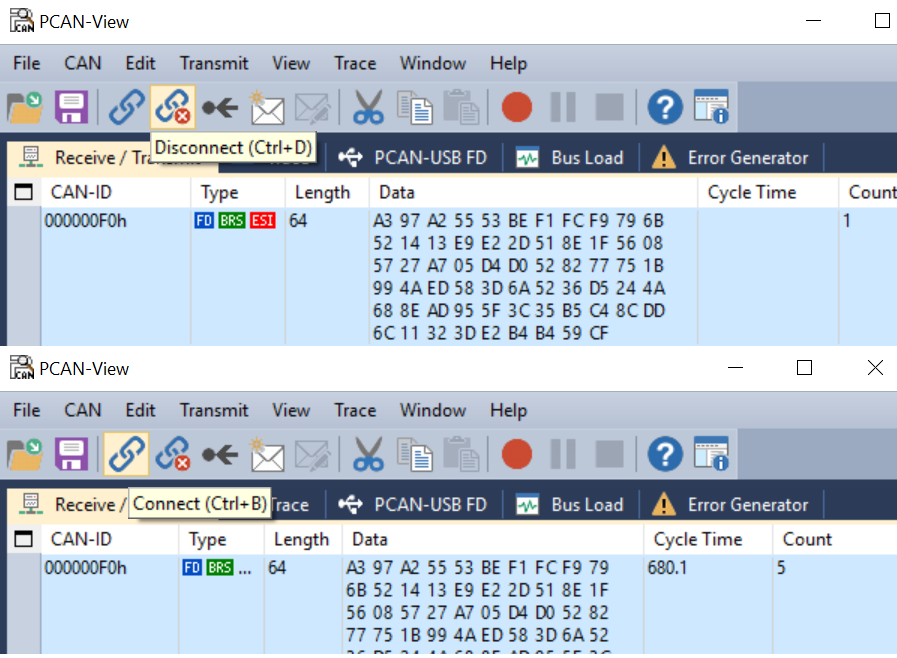 PCAN-View
File CAN Edit Transmit View Trace Window Help
Disconnect (Ctrl+D)
Receive / PCAN-USB FD Bus Load Error Generator
CAN-ID Type Length Data Cycle Time Count
000000F0h FD BRS ESI 64 A3 97 A2 55 53 BE F1 FC F9 79 6B 1
52 14 13 E9 E2 2D 51 8E 1F 56 08
57 27 A7 05 D4 D0 52 82 77 75 1B
99 4A ED 58 3D 6A 52 36 D5 24 4A
68 8E AD 95 5F 3C 35 B5 C4 8C DD
6C 11 32 3D E2 B4 B4 59 CF
PCAN-View
File CAN Edit Transmit View Trace Window Help
Receive / Connect (Ctrl+B) race PCAN-USB FD Bus Load Error Generator
CAN-ID Type Length Data Cycle Time Count
000000F0h FD BRS ... 64 A3 97 A2 55 53 BE F1 FC F9 79 680.1 5
6B 52 14 13 E9 E2 2D 51 8E 1F
56 08 57 27 A7 05 D4 D0 52 82
77 75 1B 99 4A ED 58 3D 6A 52